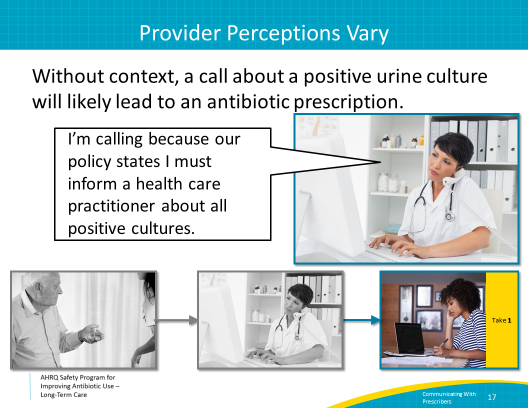 Provider Perceptions Vary
Without context, a call about a positive urine culture
will likely lead to an antibiotic prescription.
I’m calling because our
policy states I must
inform a health care
practitioner about all
positive cultures.
Take 1
AHRQ Safety Program for
Improving Antibiotic Use –
Long-Term Care
Communicating With
Prescribers
17